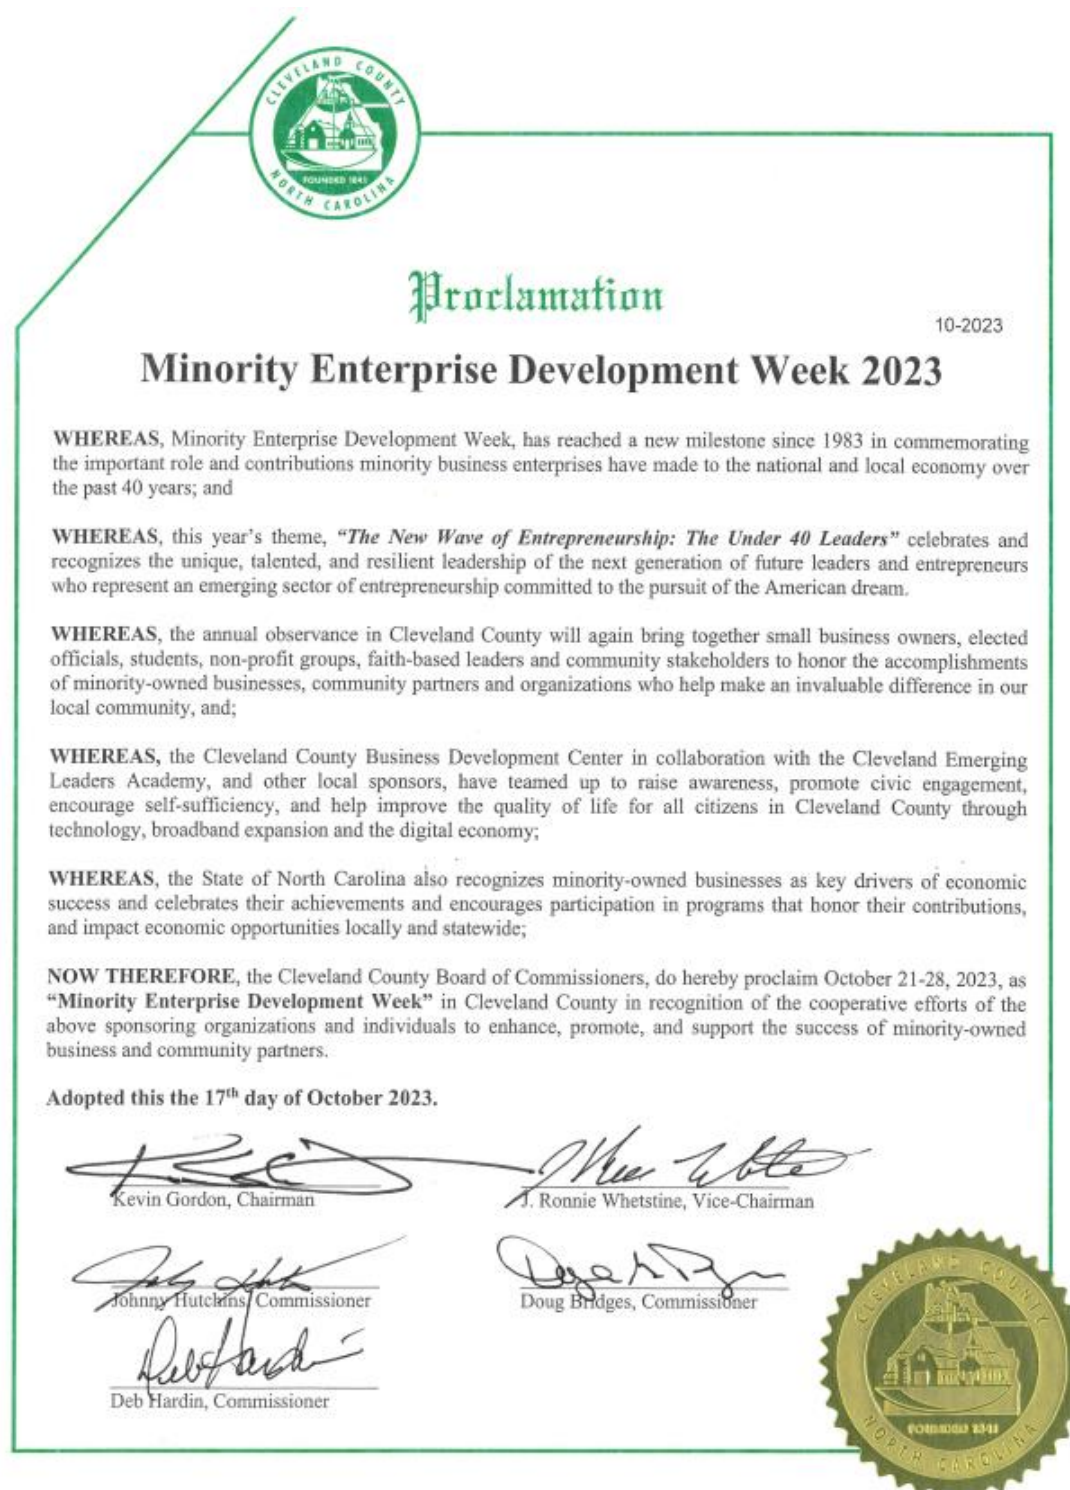 CLEVELAND COUNTY
FOUNDED 1841
NORTH CAROLINA
Proclamation
10-2023
Minority Enterprise Development Week 2023
WHEREAS, Minority Enterprise Development Week, has reached a new milestone since 1983 in commemorating
the important role and contributions minority business enterprises have made to the national and local economy over
the past 40 years; and
WHEREAS, this year's theme, “The New Wave of Entrepreneurship: The Under 40 Leaders” celebrates and
recognizes the unique, talented, and resilient leadership of the next generation of future leaders and entrepreneurs
who represent an emerging sector of entrepreneurship committed to the pursuit of the American dream.
WHEREAS, the annual observance in Cleveland County will again bring together small business owners, elected
officials, students, non-profit groups, faith-based leaders and community stakeholders to honor the accomplishments
of minority-owned businesses, community partners and organizations who help make an invaluable difference in our
local community, and;
WHEREAS, the Cleveland County Business Development Center in collaboration with the Cleveland Emerging
Leaders Academy, and other local sponsors, have teamed up to raise awareness, promote civic engagement,
encourage self-sufficiency, and help improve the quality of life for all citizens in Cleveland County through
technology, broadband expansion and the digital economy;
WHEREAS, the State of North Carolina also recognizes minority-owned businesses as key drivers of economic
success and celebrates their achievements and encourages participation in programs that honor their contributions,
and impact economic opportunities locally and statewide;
NOW THEREFORE, the Cleveland County Board of Commissioners, do hereby proclaim October 21-28, 2023, as
“Minority Enterprise Development Week” in Cleveland County in recognition of the cooperative efforts of the
above sponsoring organizations and individuals to enhance, promote, and support the success of minority-owned
business and community partners.
Adopted this the 17th day of October 2023.
Kevin Gordon, Chairman
J. Ronnie Whetstine, Vice-Chairman
Johnny Hutchins, Commissioner
Doug Bridges, Commissioner
Deb Hardin
Deb Hardin, Commissioner
CLEVELAND COUNTY
FOUNDED 1841
NORTH CAROLINA